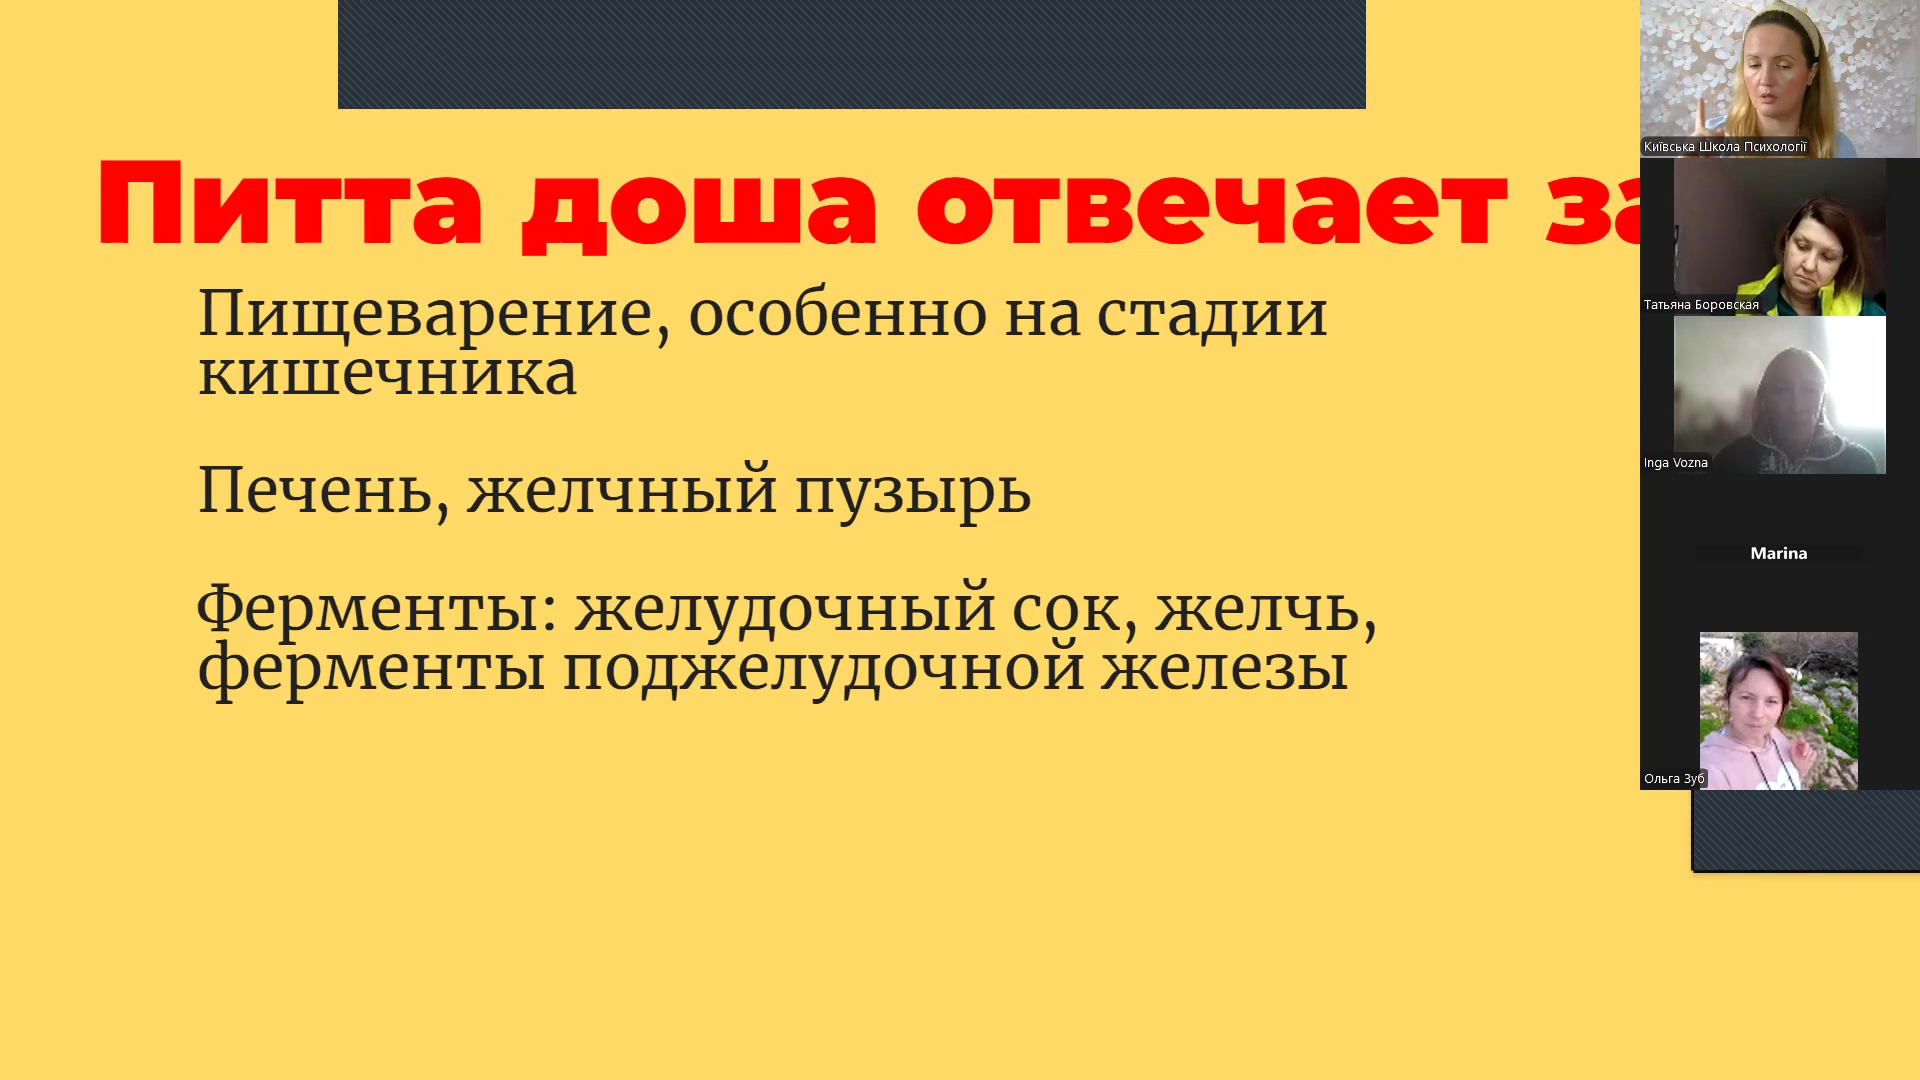 Питта доша отвечает за
Пищеварение, особенно на стадии
кишечника
Печень, желчный пузырь
Ферменты: желудочный сок, желчь,
ферменты поджелудочной железы
Київська Школа Психології
Татьяна Боровская
Inga Vozna
Marina
Ольга Зуб